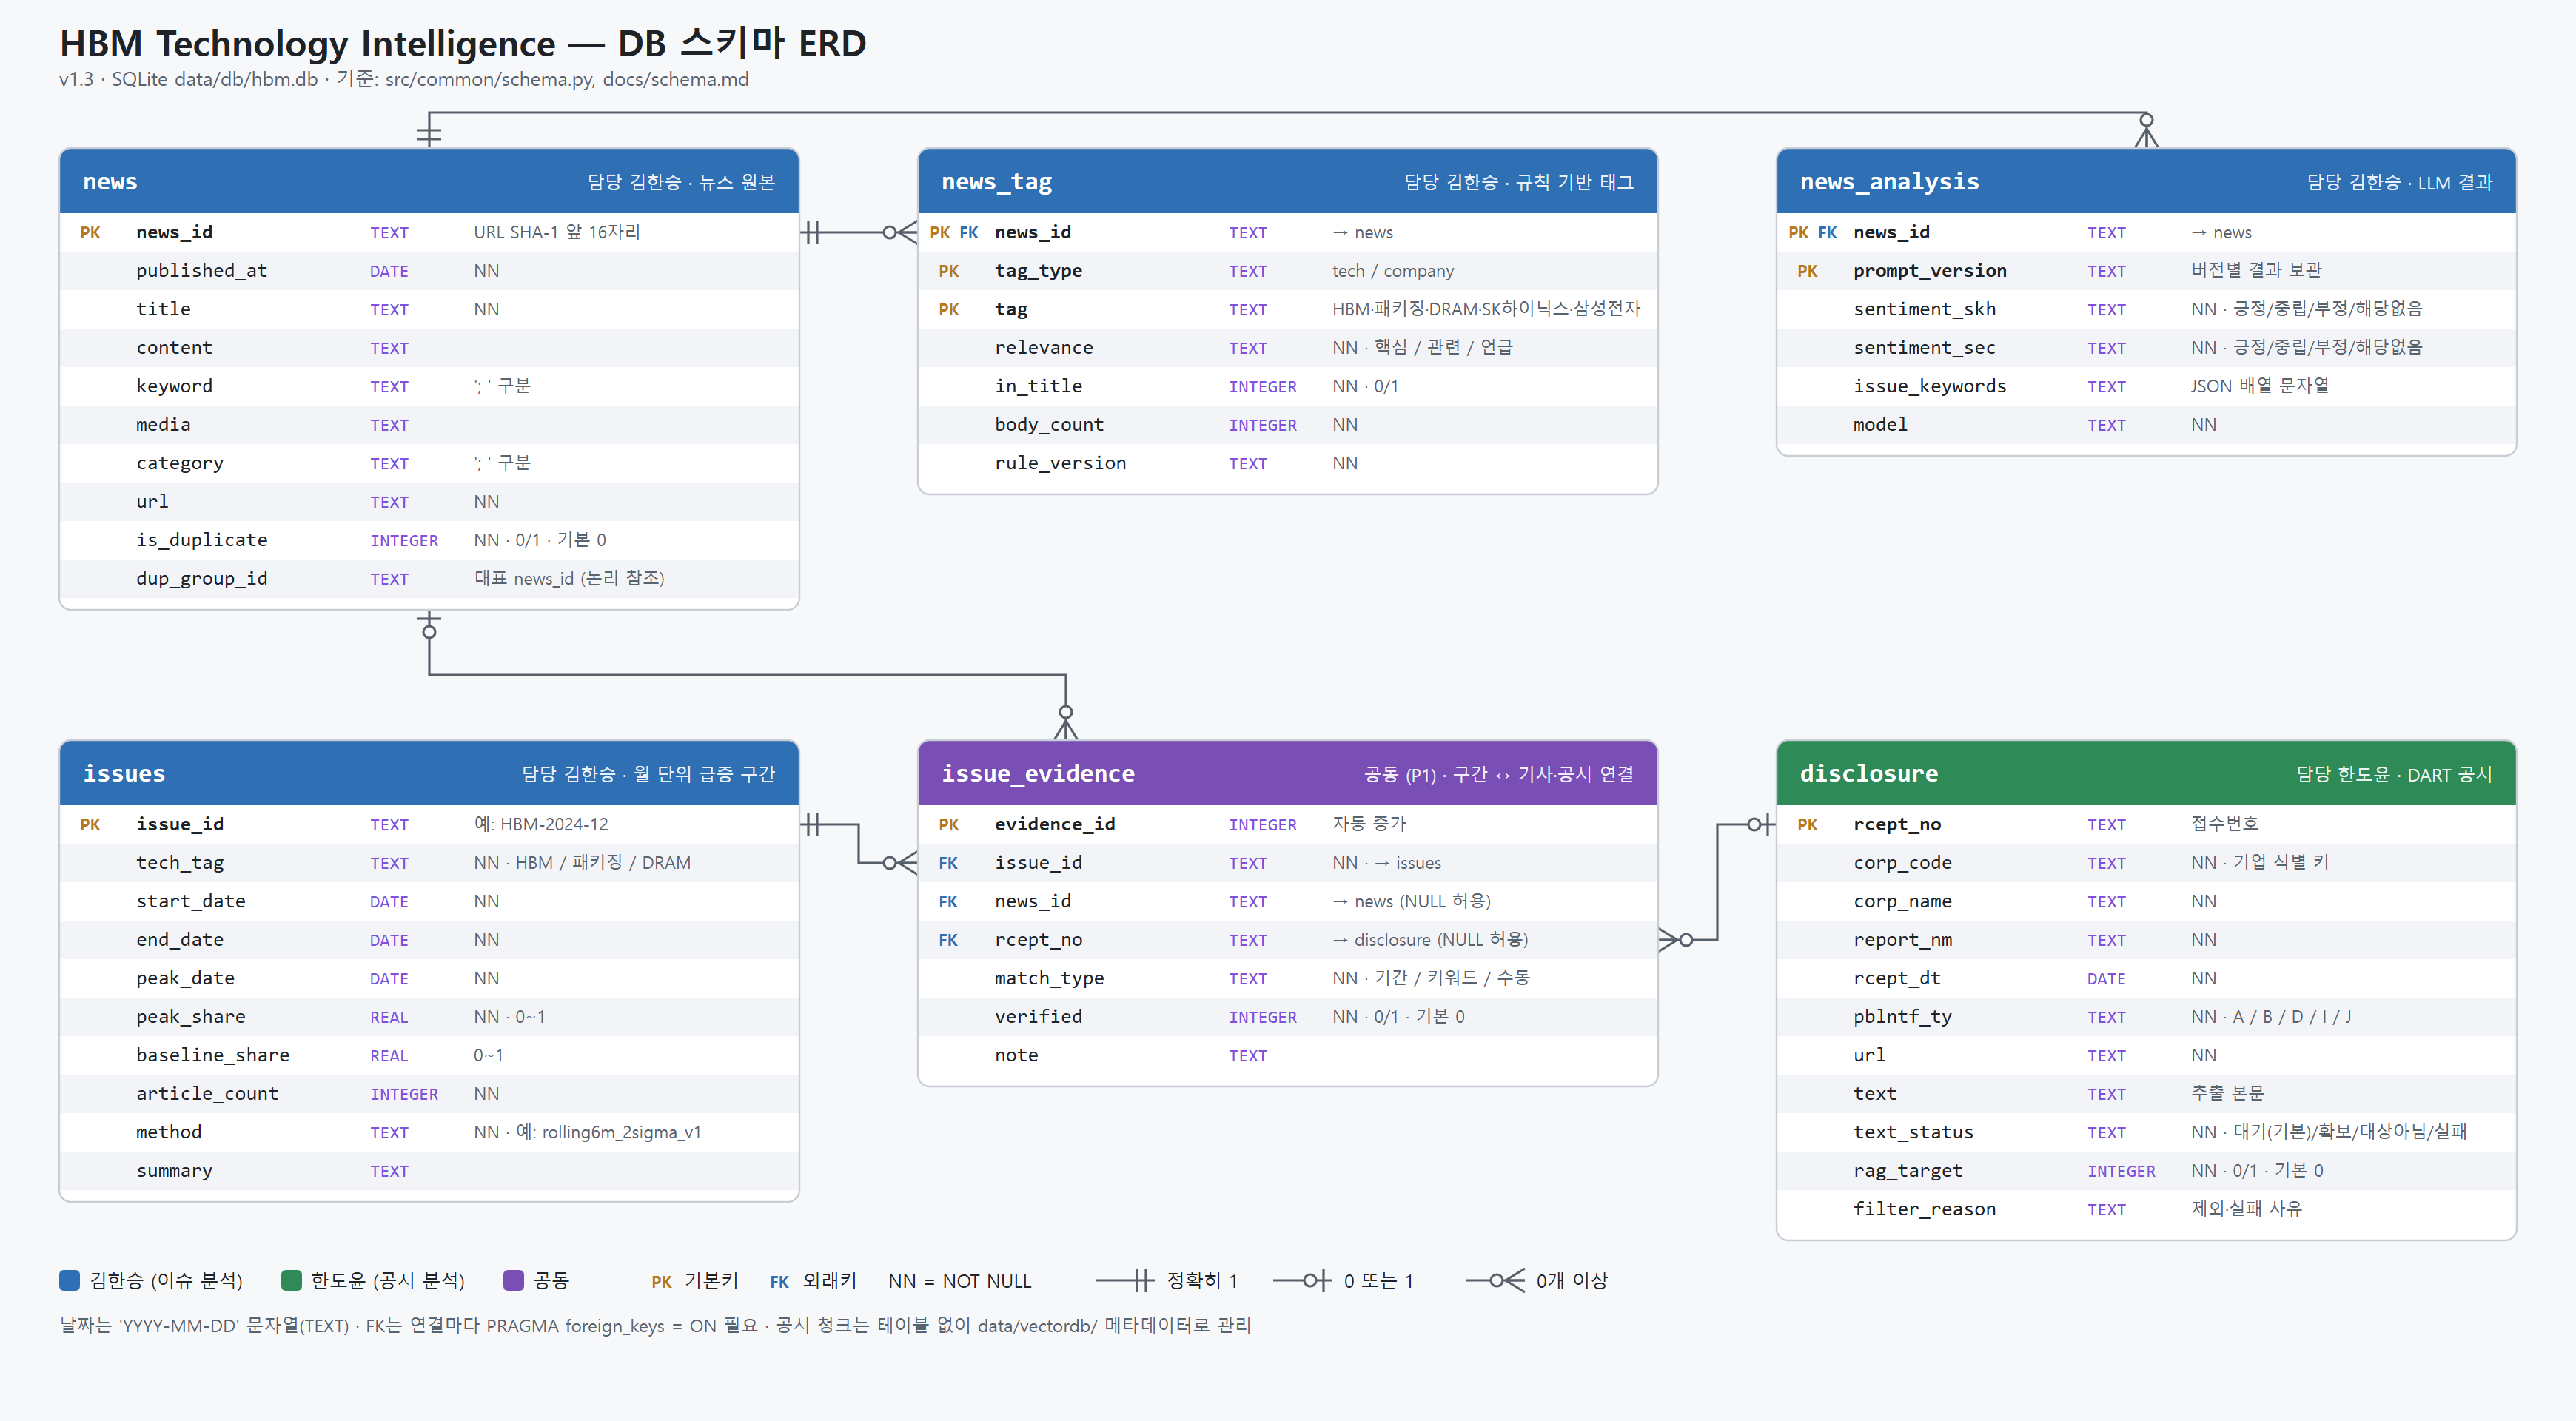 HBM Technology Intelligence — DB 스키마 ERD
v1.3 · SQLite data/db/hbm.db · 기준: src/common/schema.py, docs/schema.md
news 담당 김한승 · 뉴스 원본
PK news_id TEXT URL SHA-1 앞 16자리
published_at DATE NN
title TEXT NN
content TEXT
keyword TEXT '; ' 구분
media TEXT
category TEXT '; ' 구분
url TEXT NN
is_duplicate INTEGER NN · 0/1 · 기본 0
dup_group_id TEXT 대표 news_id (논리 참조)
news_tag 담당 김한승 · 규칙 기반 태그
PK FK news_id TEXT → news
PK tag_type TEXT tech / company
PK tag TEXT HBM·패키징·DRAM·SK하이닉스·삼성전자
relevance TEXT NN · 핵심 / 관련 / 언급
in_title INTEGER NN · 0/1
body_count INTEGER NN
rule_version TEXT NN
news_analysis 담당 김한승 · LLM 결과
PK FK news_id TEXT → news
PK prompt_version TEXT 버전별 결과 보관
sentiment_skh TEXT NN · 긍정/중립/부정/해당없음
sentiment_sec TEXT NN · 긍정/중립/부정/해당없음
issue_keywords TEXT JSON 배열 문자열
model TEXT NN
issues 담당 김한승 · 월 단위 급증 구간
PK issue_id TEXT 예: HBM-2024-12
tech_tag TEXT NN · HBM / 패키징 / DRAM
start_date DATE NN
end_date DATE NN
peak_date DATE NN
peak_share REAL NN · 0~1
baseline_share REAL 0~1
article_count INTEGER NN
method TEXT NN · 예: rolling6m_2sigma_v1
summary TEXT
issue_evidence 공동 (P1) · 구간 ↔ 기사·공시 연결
PK evidence_id INTEGER 자동 증가
FK issue_id TEXT NN · → issues
FK news_id TEXT → news (NULL 허용)
FK rcept_no TEXT → disclosure (NULL 허용)
match_type TEXT NN · 기간 / 키워드 / 수동
verified INTEGER NN · 0/1 · 기본 0
note TEXT
disclosure 담당 한도윤 · DART 공시
PK rcept_no TEXT 접수번호
corp_code TEXT NN · 기업 식별 키
corp_name TEXT NN
report_nm TEXT NN
rcept_dt DATE NN
pblntf_ty TEXT NN · A / B / D / I / J
url TEXT NN
text TEXT 추출 본문
text_status TEXT NN · 대기(기본)/확보/대상아님/실패
rag_target INTEGER NN · 0/1 · 기본 0
filter_reason TEXT 제외·실패 사유
김한승 (이슈 분석) 한도윤 (공시 분석) 공동 PK 기본키 FK 외래키 NN = NOT NULL 정확히 1 0 또는 1 0개 이상
날짜는 'YYYY-MM-DD' 문자열(TEXT) · FK는 연결마다 PRAGMA foreign_keys = ON 필요 · 공시 청크는 테이블 없이 data/vectordb/ 메타데이터로 관리